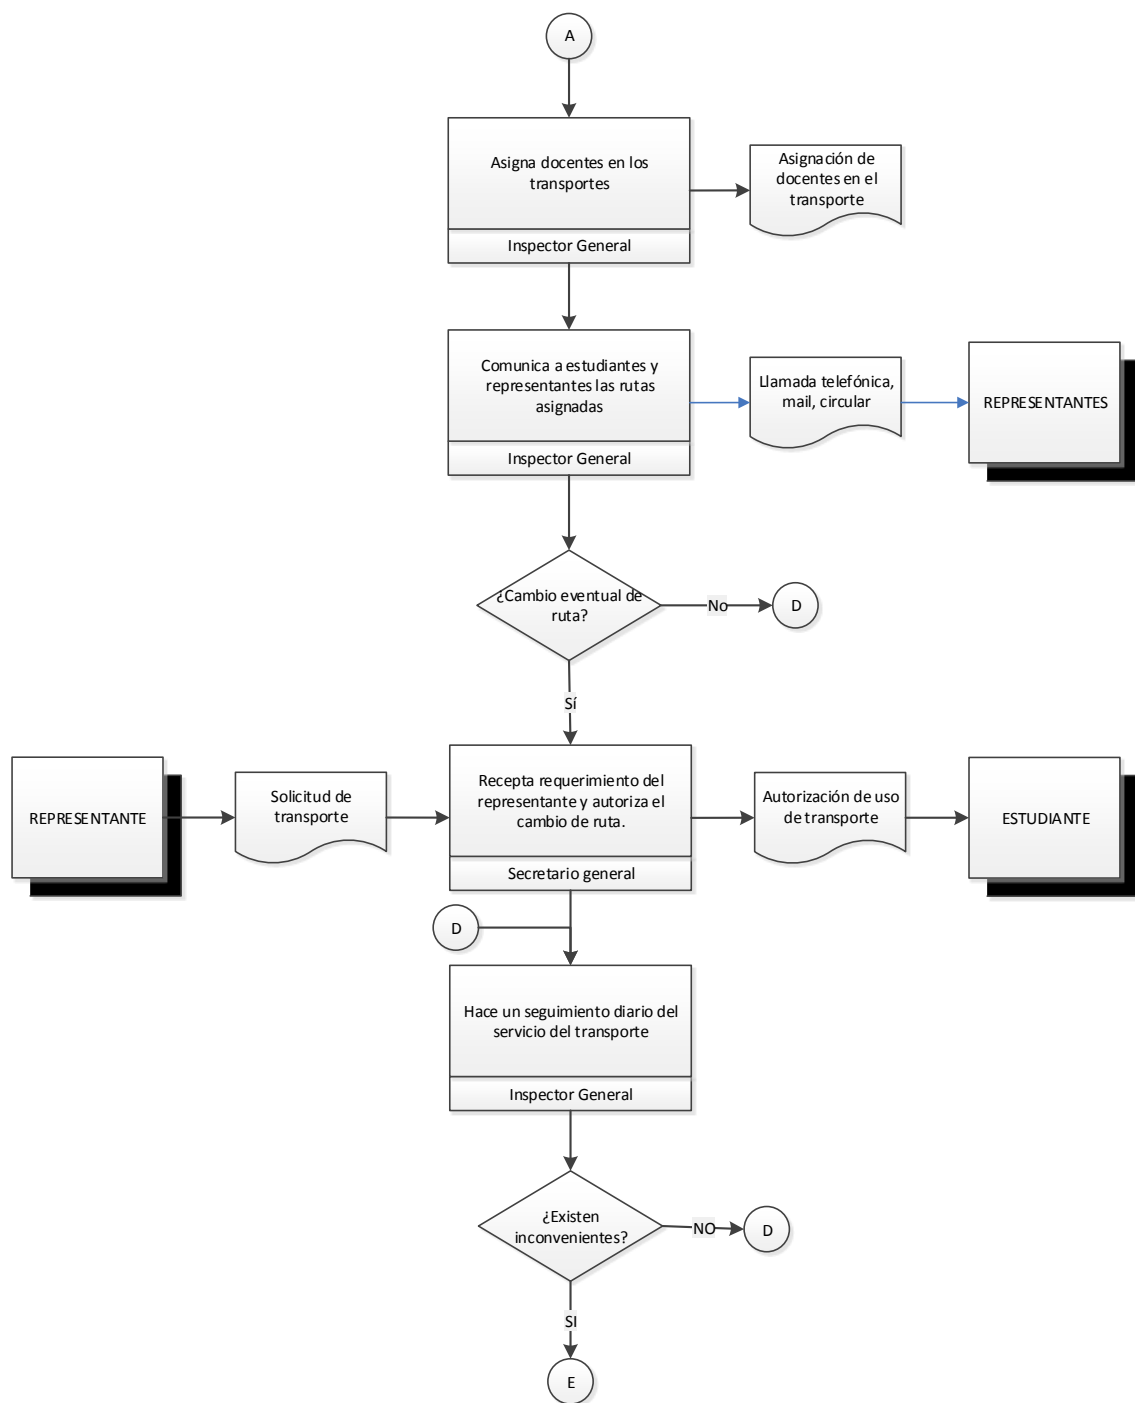 A
Asigna docentes en los
transportes
Inspector General
Asignación de
docentes en el
transporte
Comunica a estudiantes y
representantes las rutas
asignadas
Inspector General
Llamada telefónica,
mail, circular
REPRESENTANTES
¿Cambio eventual de
ruta?
No
D
Sí
REPRESENTANTE
Solicitud de
transporte
Recepta requerimiento del
representante y autoriza el
cambio de ruta.
Secretario general
Autorización de uso
de transporte
ESTUDIANTE
D
Hace un seguimiento diario del
servicio del transporte
Inspector General
¿Existen
inconvenientes?
NO
D
SI
E